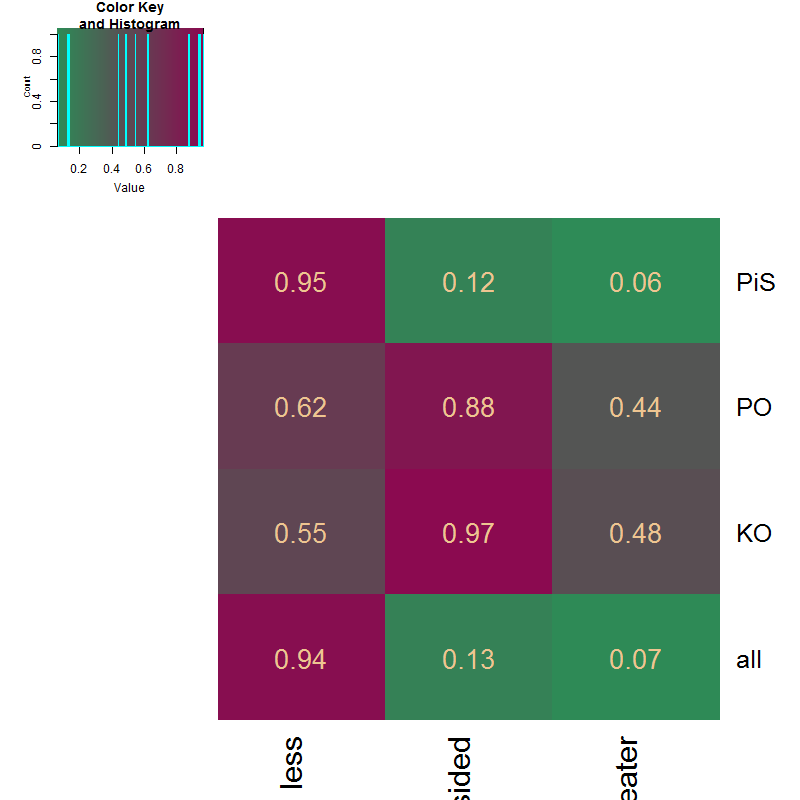 Color Key
and Histogram
Count
0 0.4 0.8
0.2 0.4 0.6 0.8
Value
0.95 0.12 0.06 PiS
0.62 0.88 0.44 PO
0.55 0.97 0.48 KO
0.94 0.13 0.07 all
less sided eater